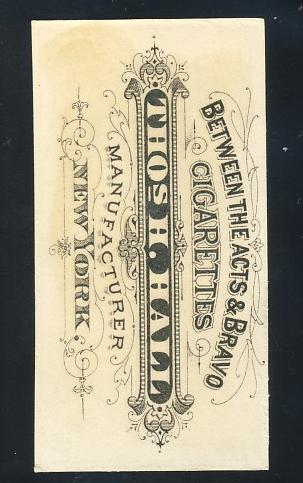 BETWEEN THE ACTS & BRAVO
CIGARETTES
THOS. H. HALL
MANUFACTURER
NEW YORK.